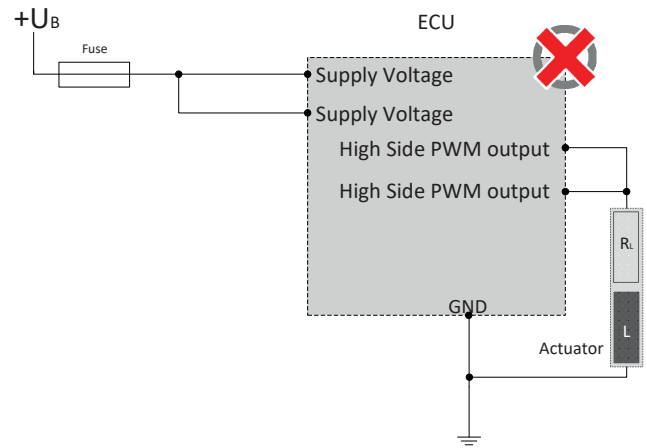 +UB
ECU
Fuse
Supply Voltage
Supply Voltage
High Side PWM output
High Side PWM output
RL
GND
L
Actuator